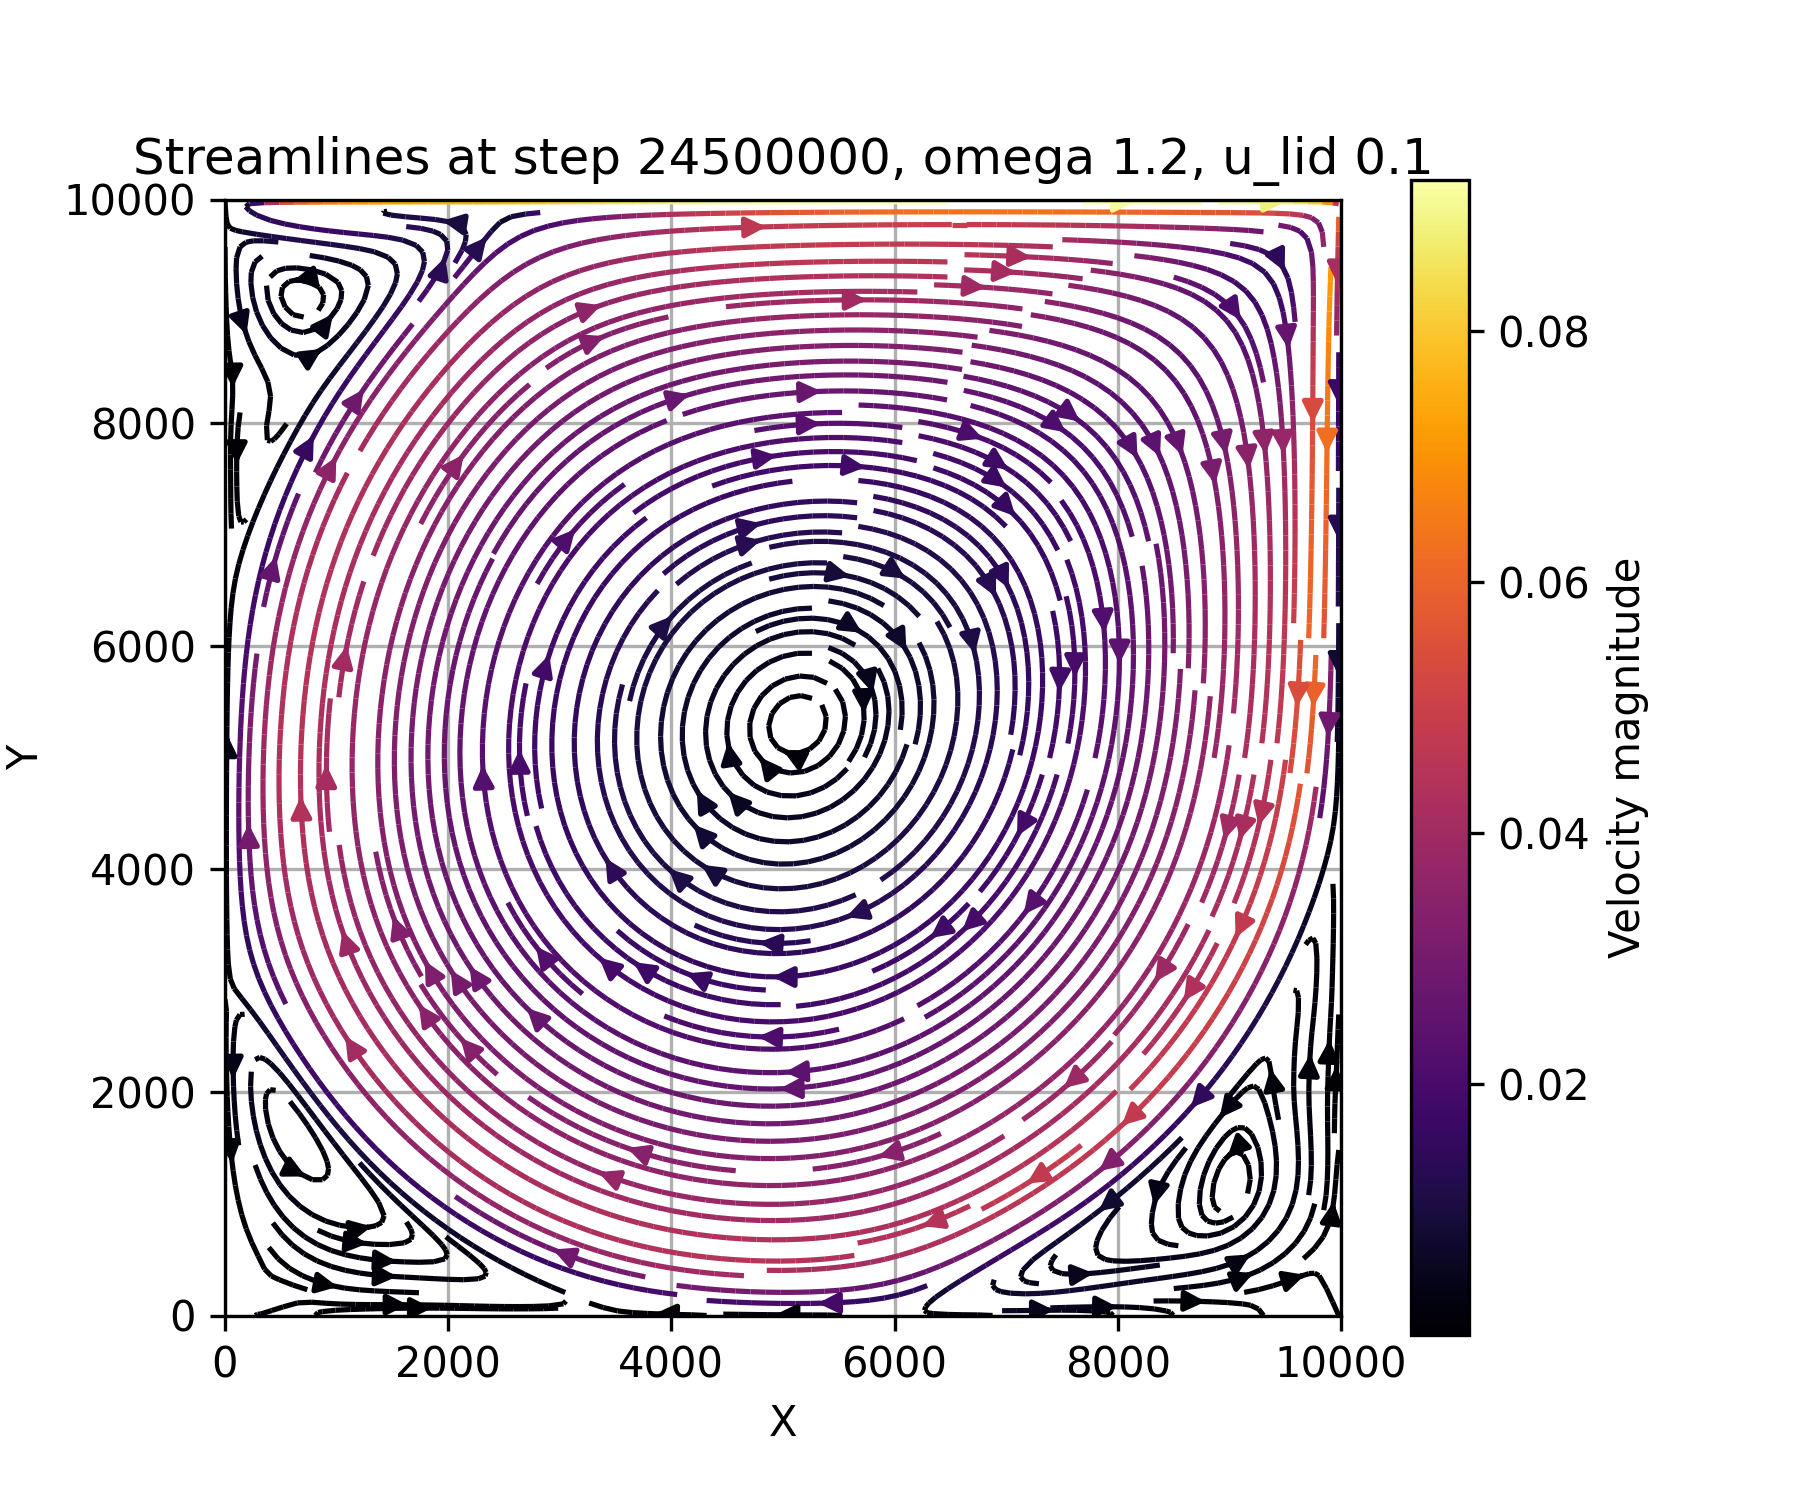 Streamlines at step 24500000, omega 1.2, u_lid 0.1
10000
8000
6000
4000
2000
0
Y
0 2000 4000 6000 8000 10000
X
0.08
0.06
0.04
0.02
Velocity magnitude